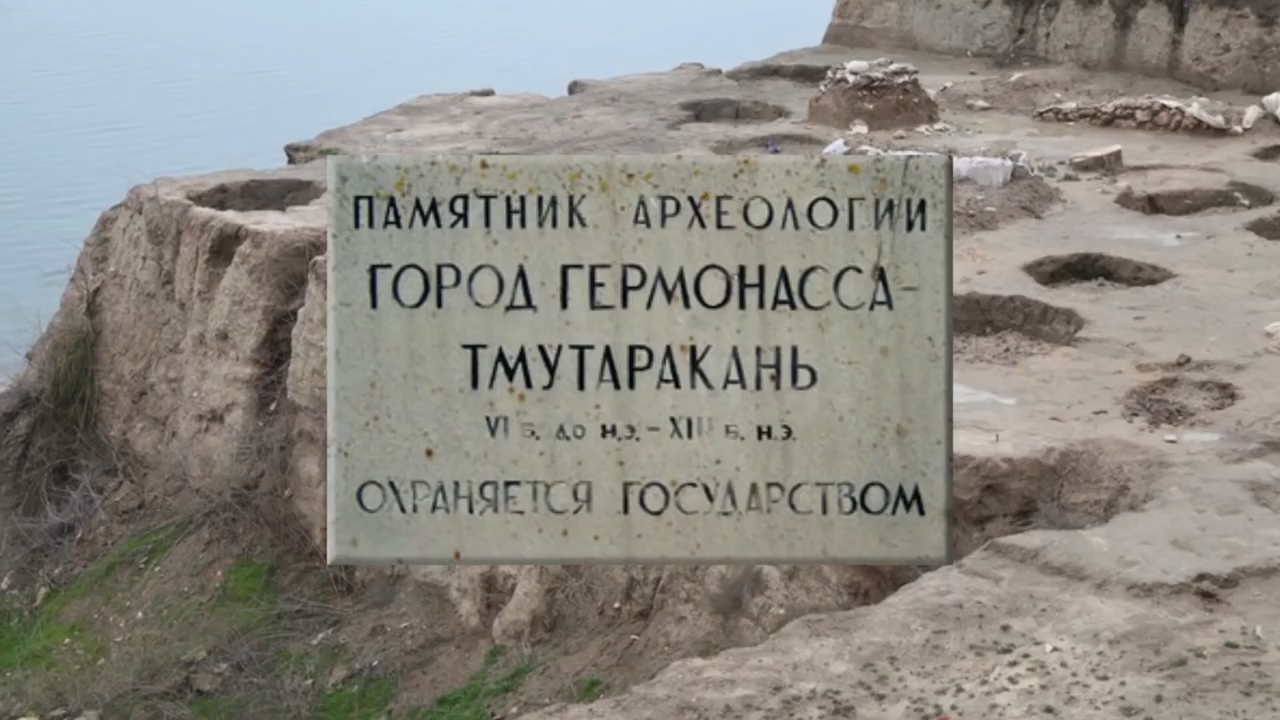 ПАМЯТНИК АРХЕОЛОГИИ
ГОРОД ГЕРМОНАССА-
ТМУТАРАКАНЬ
VI в. до н.э. – XIII в. н.э.
ОХРАНЯЕТСЯ ГОСУДАРСТВОМ